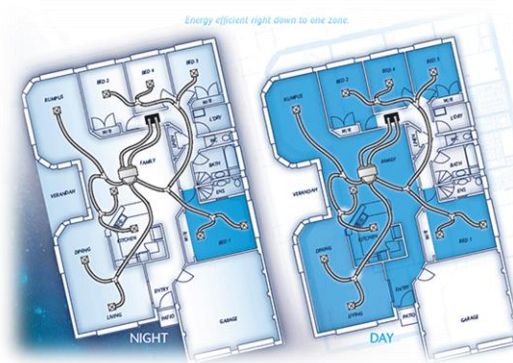 Energy efficient right down to one zone.
BED 2
BED 4
BED 3
RUMPUS
WIR
L'DRY
FAMILY
BATH
VERANDAH
ENS
KITCHEN
BED 1
DINING
LIVING
ENTRY
PATIO
GARAGE
NIGHT
BED 2
BED 4
BED 3
RUMPUS
WIR
L'DRY
FAMILY
BATH
VERANDAH
ENS
KITCHEN
BED 1
DINING
LIVING
ENTRY
PATIO
GARAGE
DAY